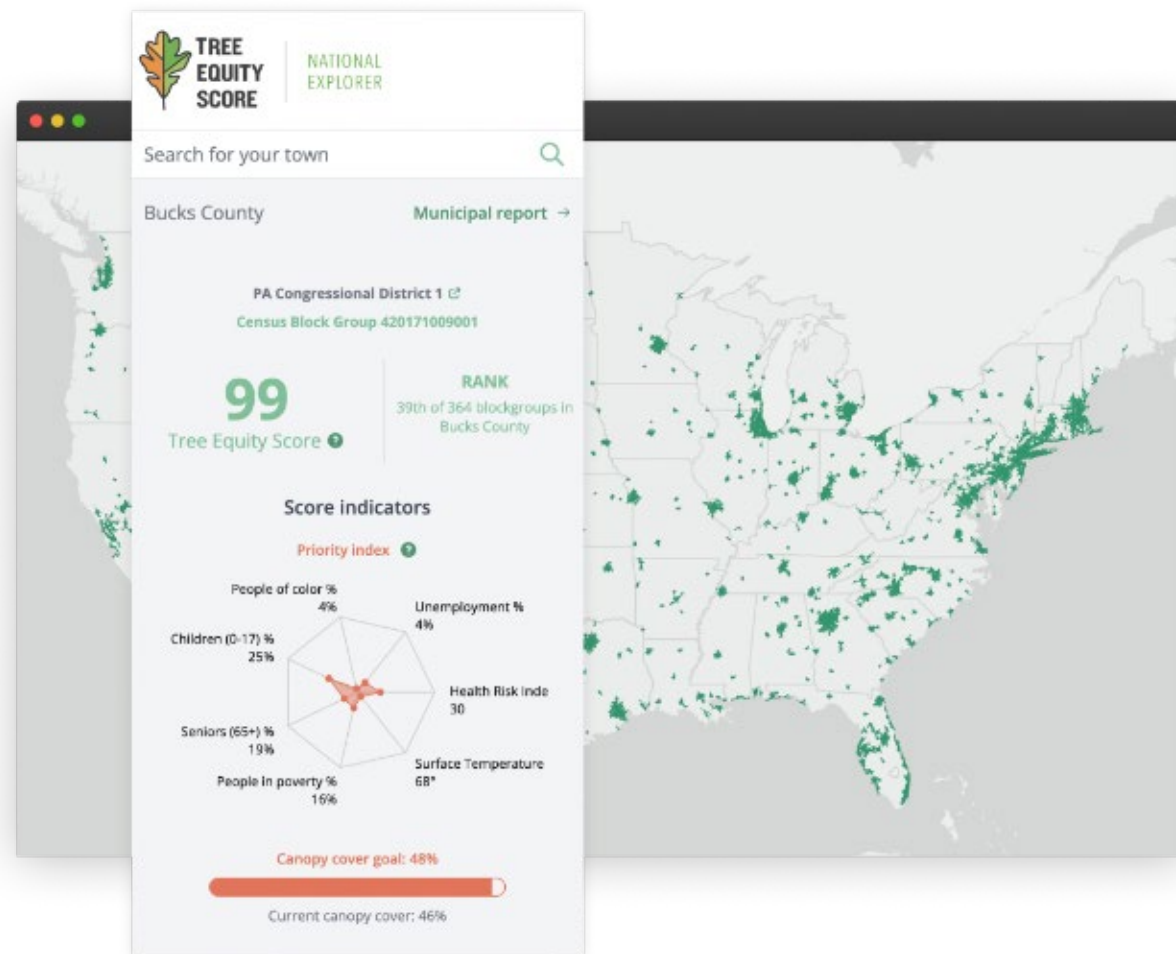 TREE
EQUITY
SCORE
NATIONAL
EXPLORER
Search for your town
Bucks County
Municipal report →
PA Congressional District 1
Census Block Group 420171009001
99
Tree Equity Score ?
RANK
39th of 364 blockgroups in
Bucks County
Score indicators
Priority index ?
People of color %
4%
Unemployment %
4%
Children (0-17) %
25%
Health Risk Inde
30
Seniors (65+) %
19%
Surface Temperature
68°
People in poverty %
16%
Canopy cover goal: 48%
Current canopy cover: 46%